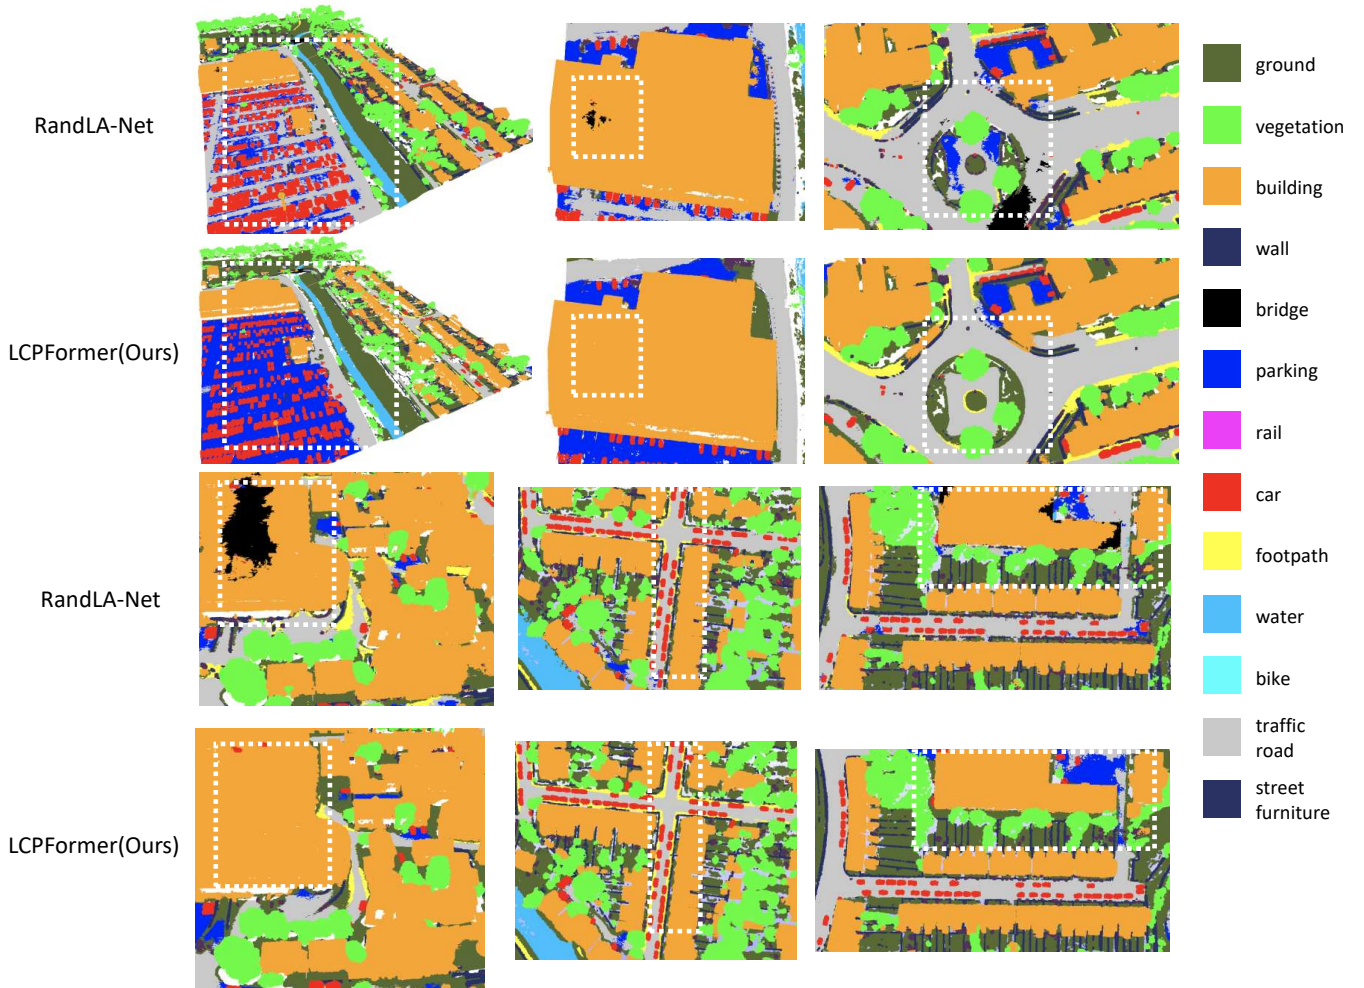 RandLA-Net
LCPFormer(Ours)
RandLA-Net
LCPFormer(Ours)
ground
vegetation
building
wall
bridge
parking
rail
car
footpath
water
bike
traffic
road
street
furniture